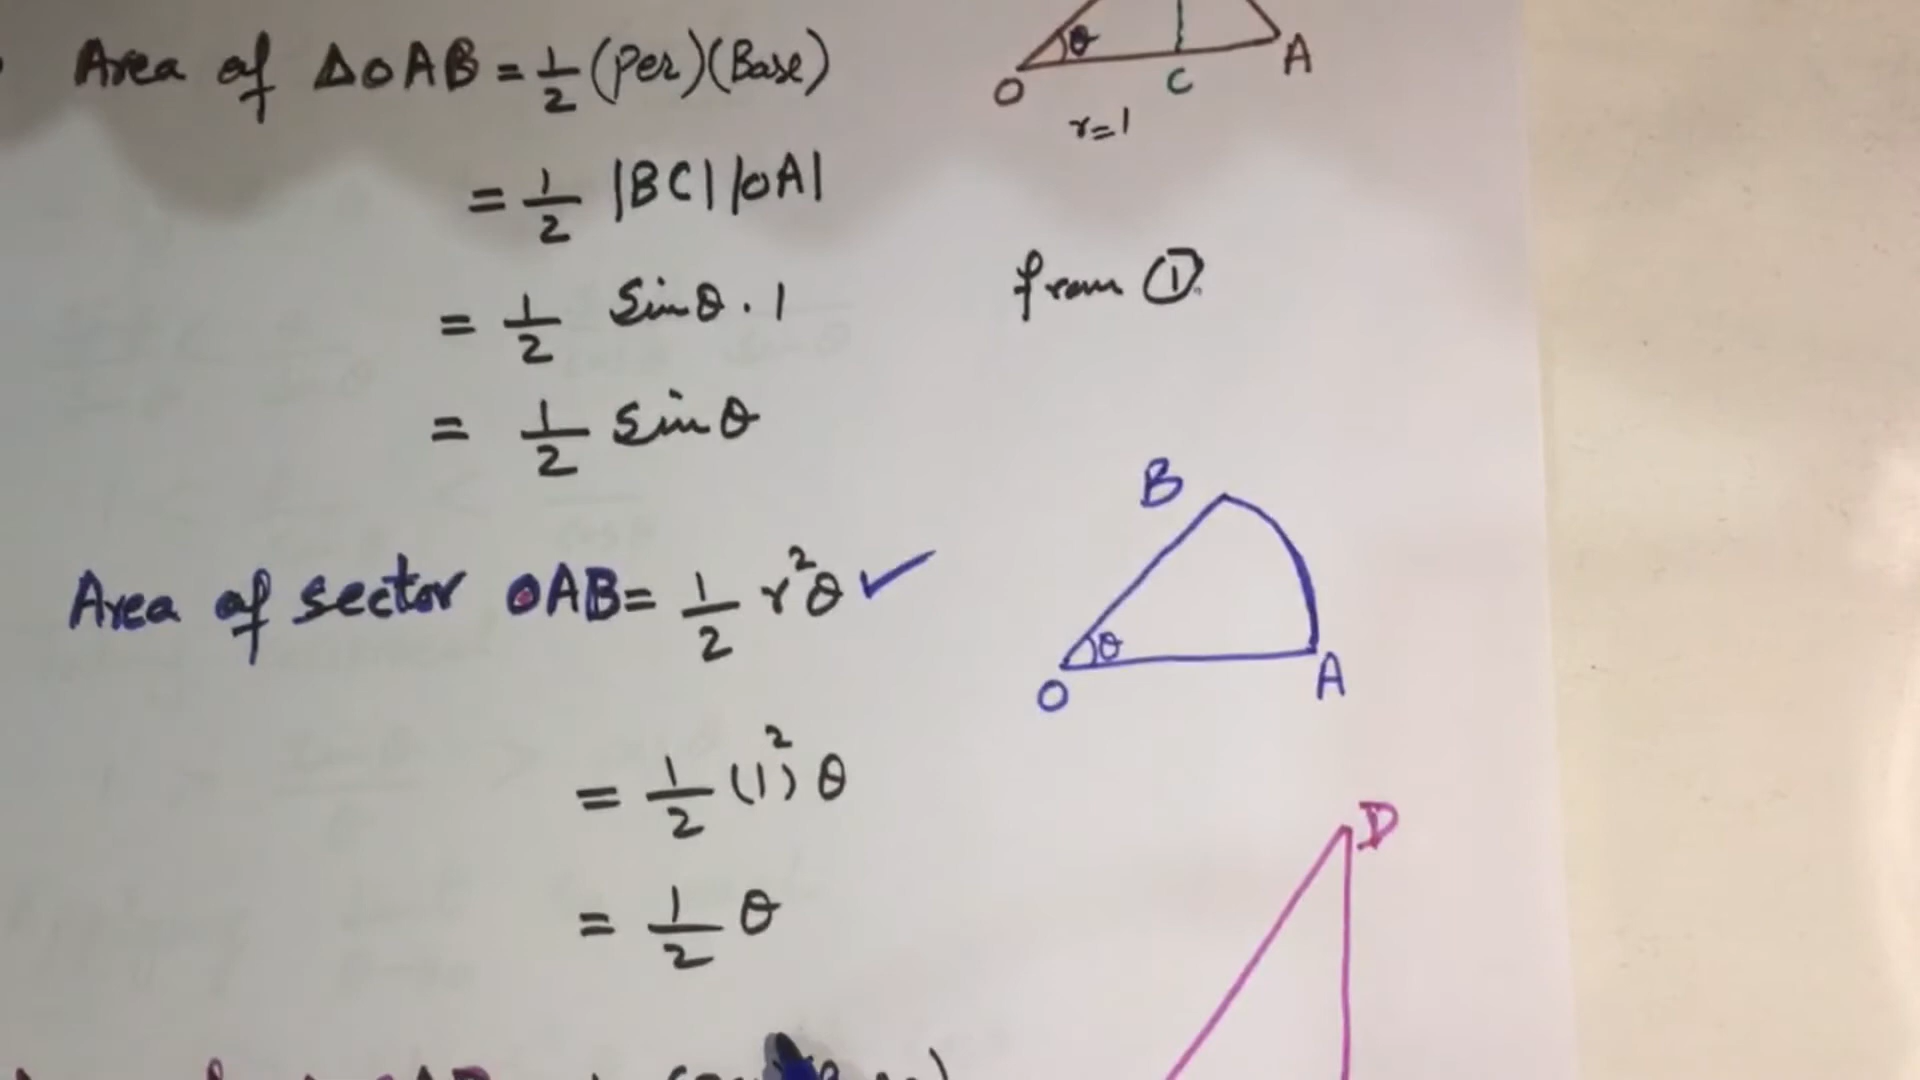 Area of ΔOAB = 1/2 (Per)(Base)
= 1/2 |BC| |OA|
= 1/2 Sinθ . 1 from ①
= 1/2 Sinθ
θ
O C A
r=1
B
θ
O A
Area of sector OAB = 1/2 r²θ ✓
= 1/2 (1)² θ
= 1/2 θ
D